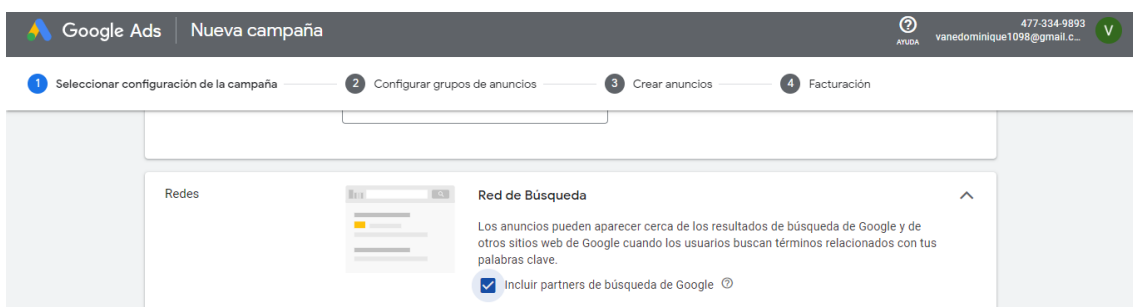 Google Ads Nueva campaña
AYUDA
477-334-9893
vanedominique1098@gmail.c...
V
1 Seleccionar configuración de la campaña 2 Configurar grupos de anuncios 3 Crear anuncios 4 Facturación
Redes
Red de Búsqueda
Los anuncios pueden aparecer cerca de los resultados de búsqueda de Google y de
otros sitios web de Google cuando los usuarios buscan términos relacionados con tus
palabras clave.
Incluir partners de búsqueda de Google